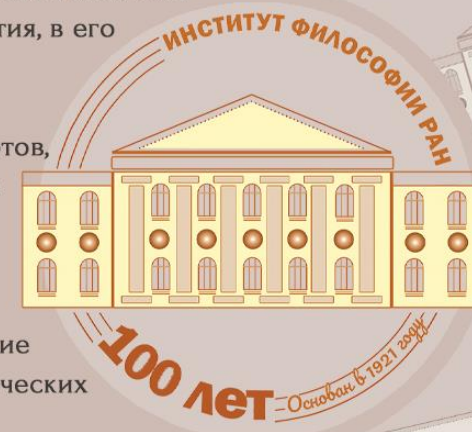 тия, в его
ИНСТИТУТ ФИЛОСОФИИ РАН
тов,
ие
ческих
100 лет
Основан в 1921 году